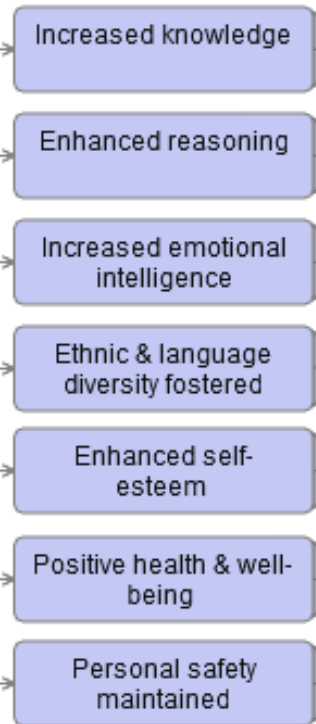 Increased knowledge
Enhanced reasoning
Increased emotional
intelligence
Ethnic & language
diversity fostered
Enhanced self-
esteem
Positive health & well-
being
Personal safety
maintained